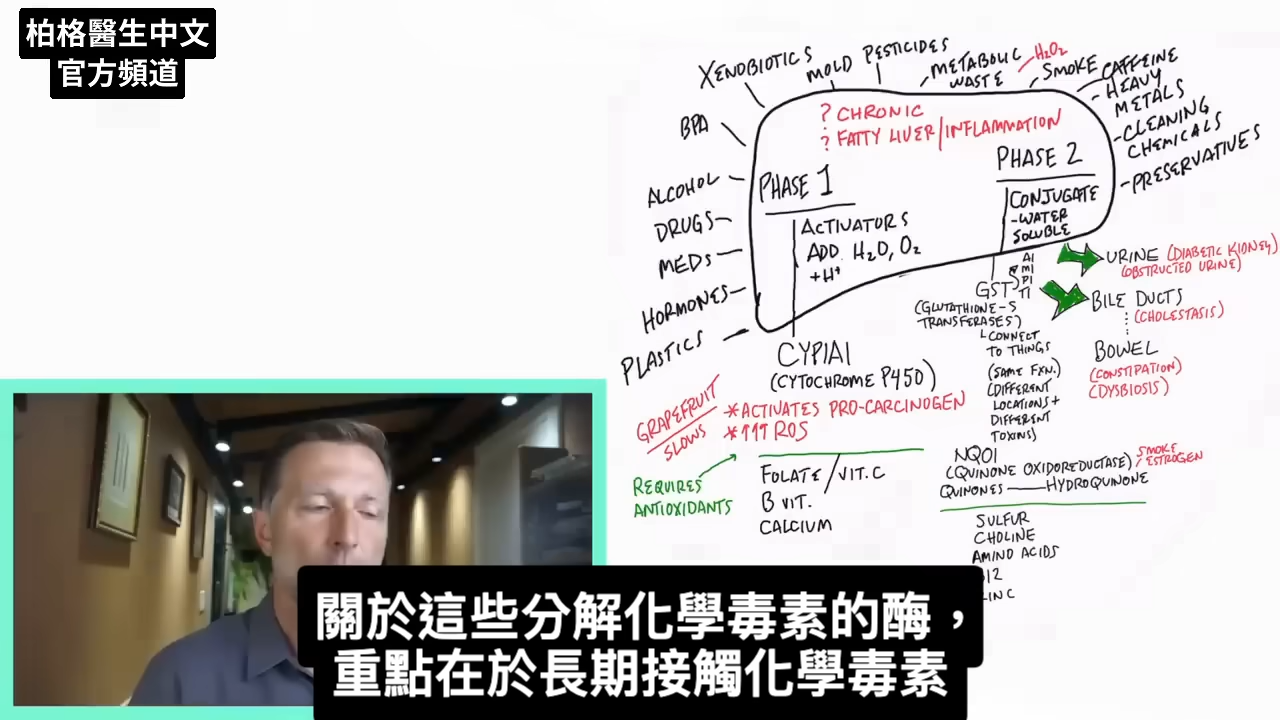 柏格醫生中文
官方頻道
XENOBIOTICS
MOLD
PESTICIDES
METABOLIC
WASTE
H2O2
SMOKE
CAFFEINE
- HEAVY
METALS
- CLEANING
CHEMICALS
- PRESERVATIVES
BPA
ALCOHOL
DRUGS
MEDS
HORMONES
PLASTICS
? CHRONIC
? FATTY LIVER/INFLAMMATION
PHASE 1
ACTIVATORS
ADD H2O, O2
+H+
PHASE 2
CONJUGATE
-WATER
SOLUBLE
CYP1A1
(CYTOCHROME P450)
GRAPEFRUIT
SLOWS
*ACTIVATES PRO-CARCINOGEN
*↑↑↑ ROS
REQUIRES
ANTIOXIDANTS
FOLATE/VIT.C
B VIT.
CALCIUM
GST
A1
M1
P1
T1
(GLUTATHIONE-S
TRANSFERASES)
CONNECT
TO THINGS
(SAME FXN.)
(DIFFERENT
LOCATIONS +
DIFFERENT
TOXINS)
NQO1
(QUINONE OXIDOREDUCTASE)
SMOKE
ESTROGEN
QUINONES — HYDROQUINONE
SULFUR
CHOLINE
AMINO ACIDS
URINE (DIABETIC KIDNEY)
(OBSTRUCTED URINE)
BILE DUCTS
(CHOLESTASIS)
BOWEL
(CONSTIPATION)
(DYSBIOSIS)
關於這些分解化學毒素的酶，
重點在於長期接觸化學毒素